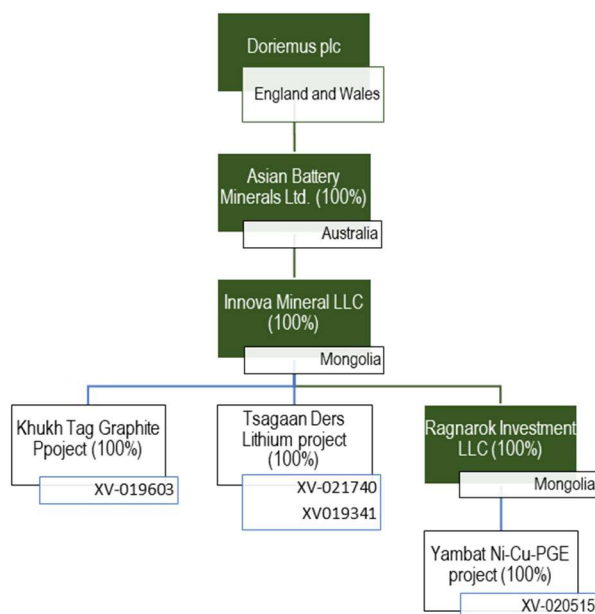 Doriemus plc
England and Wales
Asian Battery
Minerals Ltd. (100%)
Australia
Innova Mineral LLC
(100%)
Mongolia
Khukh Tag Graphite
Ppoject (100%)
XV-019603
Tsagaan Ders
Lithium project
(100%)
XV-021740
XV019341
Ragnarok Investment
LLC (100%)
Mongolia
Yambat Ni-Cu-PGE
project (100%)
XV-020515